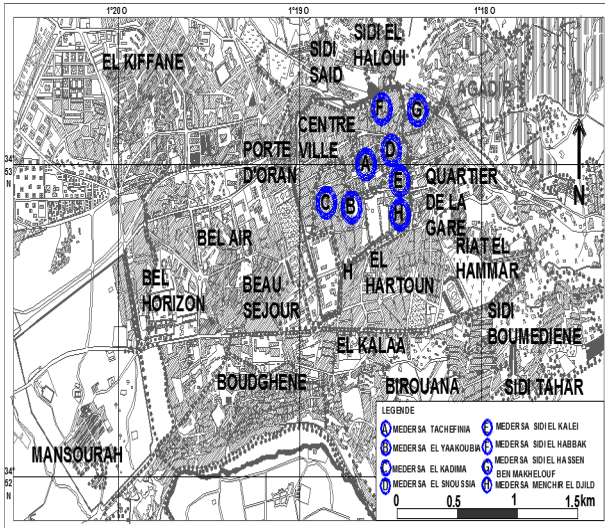 1°20 1°19 1°18
EL KIFFANE
SIDI SAID
SIDI EL HALOUI
AGADIR
F G
CENTRE VILLE
D
A
34° 53 N
PORTE D'ORAN
E
QUARTIER DE LA GARE
N
C B H
BEL AIR
RIAT EL HAMMAR
H
EL HARTOUN
BEL HORIZON
BEAU SEJOUR
SIDI BOUMEDIENE
EL KALAA
BOUDGHENE
BIROUANA
SIDI TAHAR
MANSOURAH
34° 52 N
LEGENDE
A MEDERSA TACHEFINIA
B MEDERSA EL YAAKOUBIA
C MEDERSA EL KADIMA
D MEDERSA EL SNOUSSIA
E MEDERSA SIDI EL KALEI
F MEDERSA SIDI EL HABBAK
G MEDERSA SIDI EL HASSEN BEN MAKHELOUF
H MEDERSA MENCHIR EL DJILD
0 0.5 1 1.5km